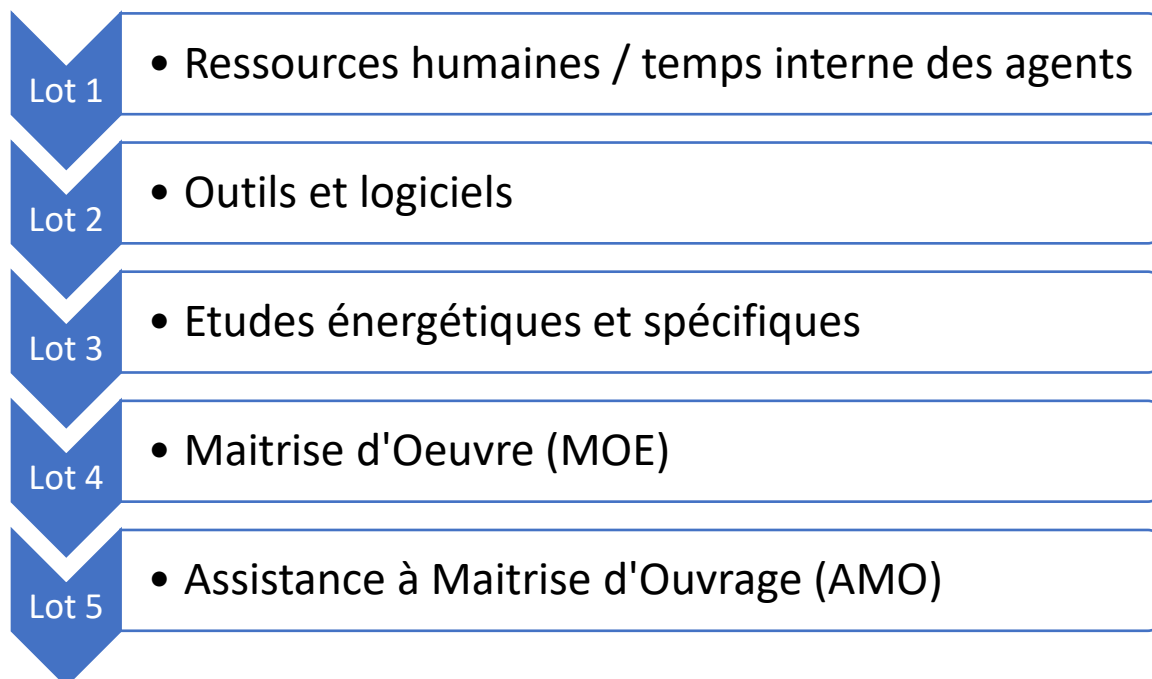 Lot 1
• Ressources humaines / temps interne des agents
Lot 2
• Outils et logiciels
Lot 3
• Etudes énergétiques et spécifiques
Lot 4
• Maitrise d'Oeuvre (MOE)
Lot 5
• Assistance à Maitrise d'Ouvrage (AMO)